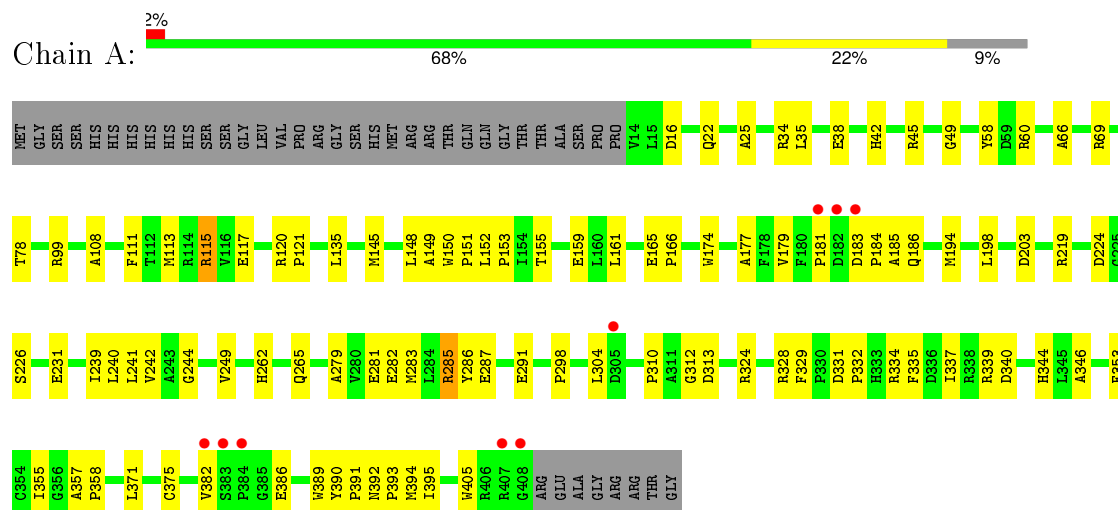 2%
Chain A:
68% 22% 9%
MET GLY SER SER HIS HIS HIS HIS HIS HIS SER SER GLY LEU VAL PRO ARG GLY SER HIS MET ARG ARG THR GLN GLN GLY THR THR ALA SER PRO PRO V14 L15 D16 Q22 A25 R34 L35 E38 H42 R45 G49 Y58 D59 R60 A66 R69
T78 R99 A108 F111 T112 M113 R114 R115 V116 E117 R120 P121 L135 M145 L148 A149 W150 P151 L152 P153 I154 T155 E159 L160 L161 E165 P166 W174 A177 F178 V179 F180 P181 D182 D183 P184 A185 Q186 M194 L198 D203 R219 D224 G225
S226 E231 I239 L240 L241 V242 A243 G244 V249 H262 Q265 A279 V280 E281 E282 M283 L284 R285 Y286 E287 E291 P298 L304 D305 P310 A311 G312 D313 R324 R328 F329 P330 D331 P332 H333 R334 F335 D336 I337 R338 R339 D340 H344 L345 A346
C354 I355 G356 A357 P358 L371 C375 V382 S383 P384 G385 E386 W389 Y390 P391 N392 P393 M394 I395 W405 R406 R407 G408 ARG GLU ALA GLY ARG ARG THR GLY